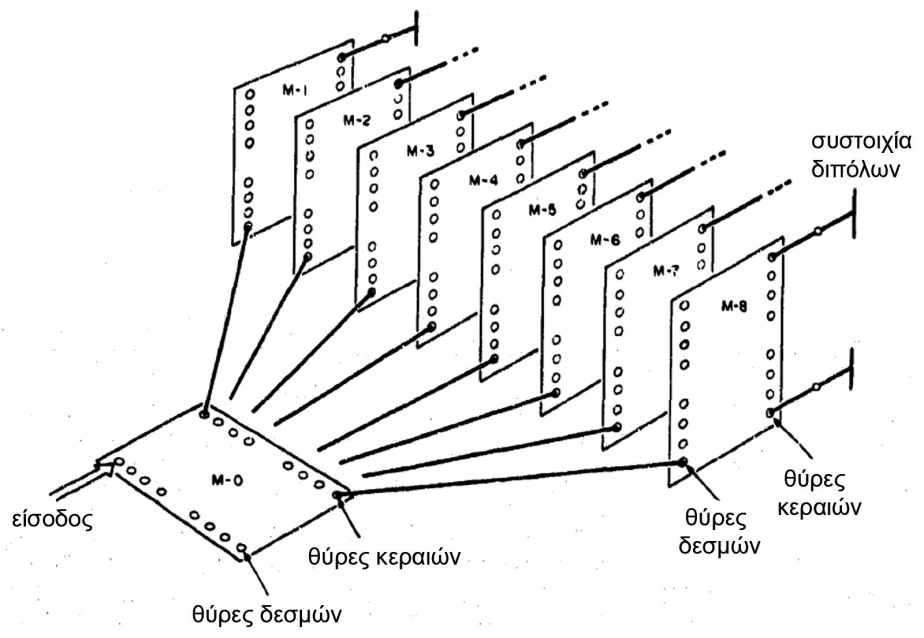 M-1
M-2
M-3
M-4
M-5
M-6
M-7
M-8
συστοιχία
διπόλων
M-0
είσοδος
θύρες κεραιών
θύρες δεσμών
θύρες
δεσμών
θύρες
κεραιών